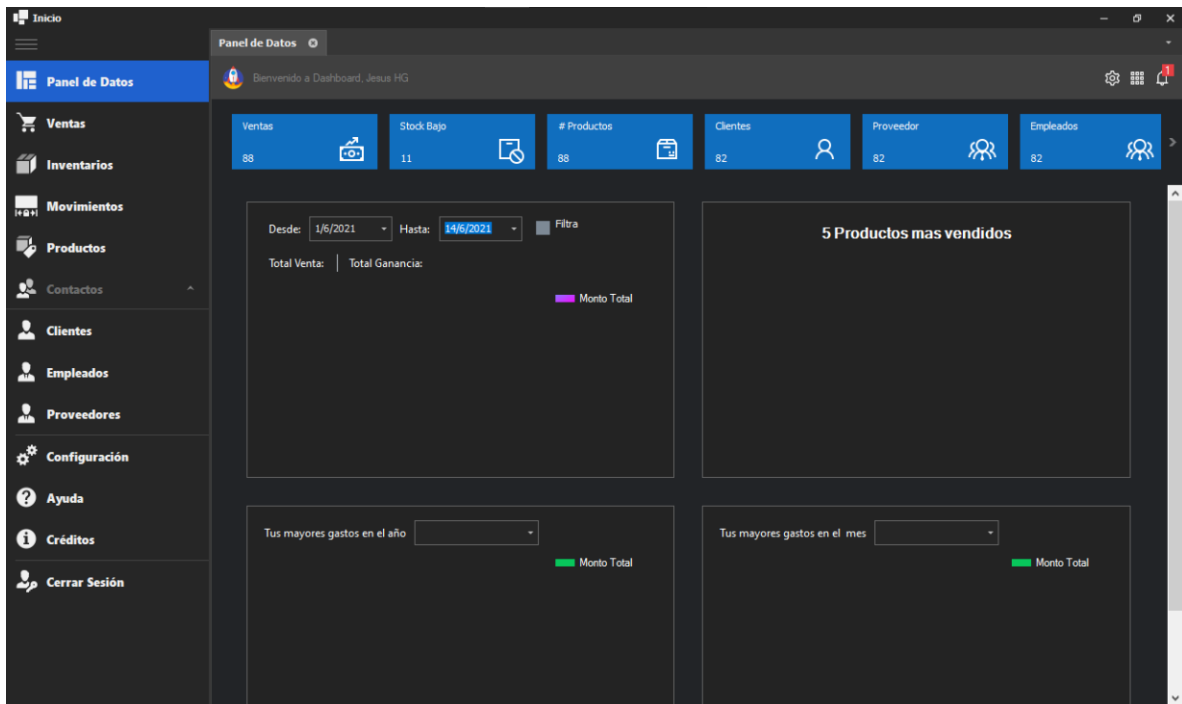 Inicio
Panel de Datos
Bienvenido a Dashboard, Jesus HG
1
Panel de Datos
Ventas
Inventarios
Movimientos
Productos
Contactos
Clientes
Empleados
Proveedores
Configuración
Ayuda
Créditos
Cerrar Sesión
Ventas
88
Stock Bajo
11
# Productos
88
Clientes
82
Proveedor
82
Empleados
82
Desde: 1/6/2021 Hasta: 14/6/2021 Filtra
Total Venta: Total Ganancia:
Monto Total
5 Productos mas vendidos
Tus mayores gastos en el año
Monto Total
Tus mayores gastos en el mes
Monto Total